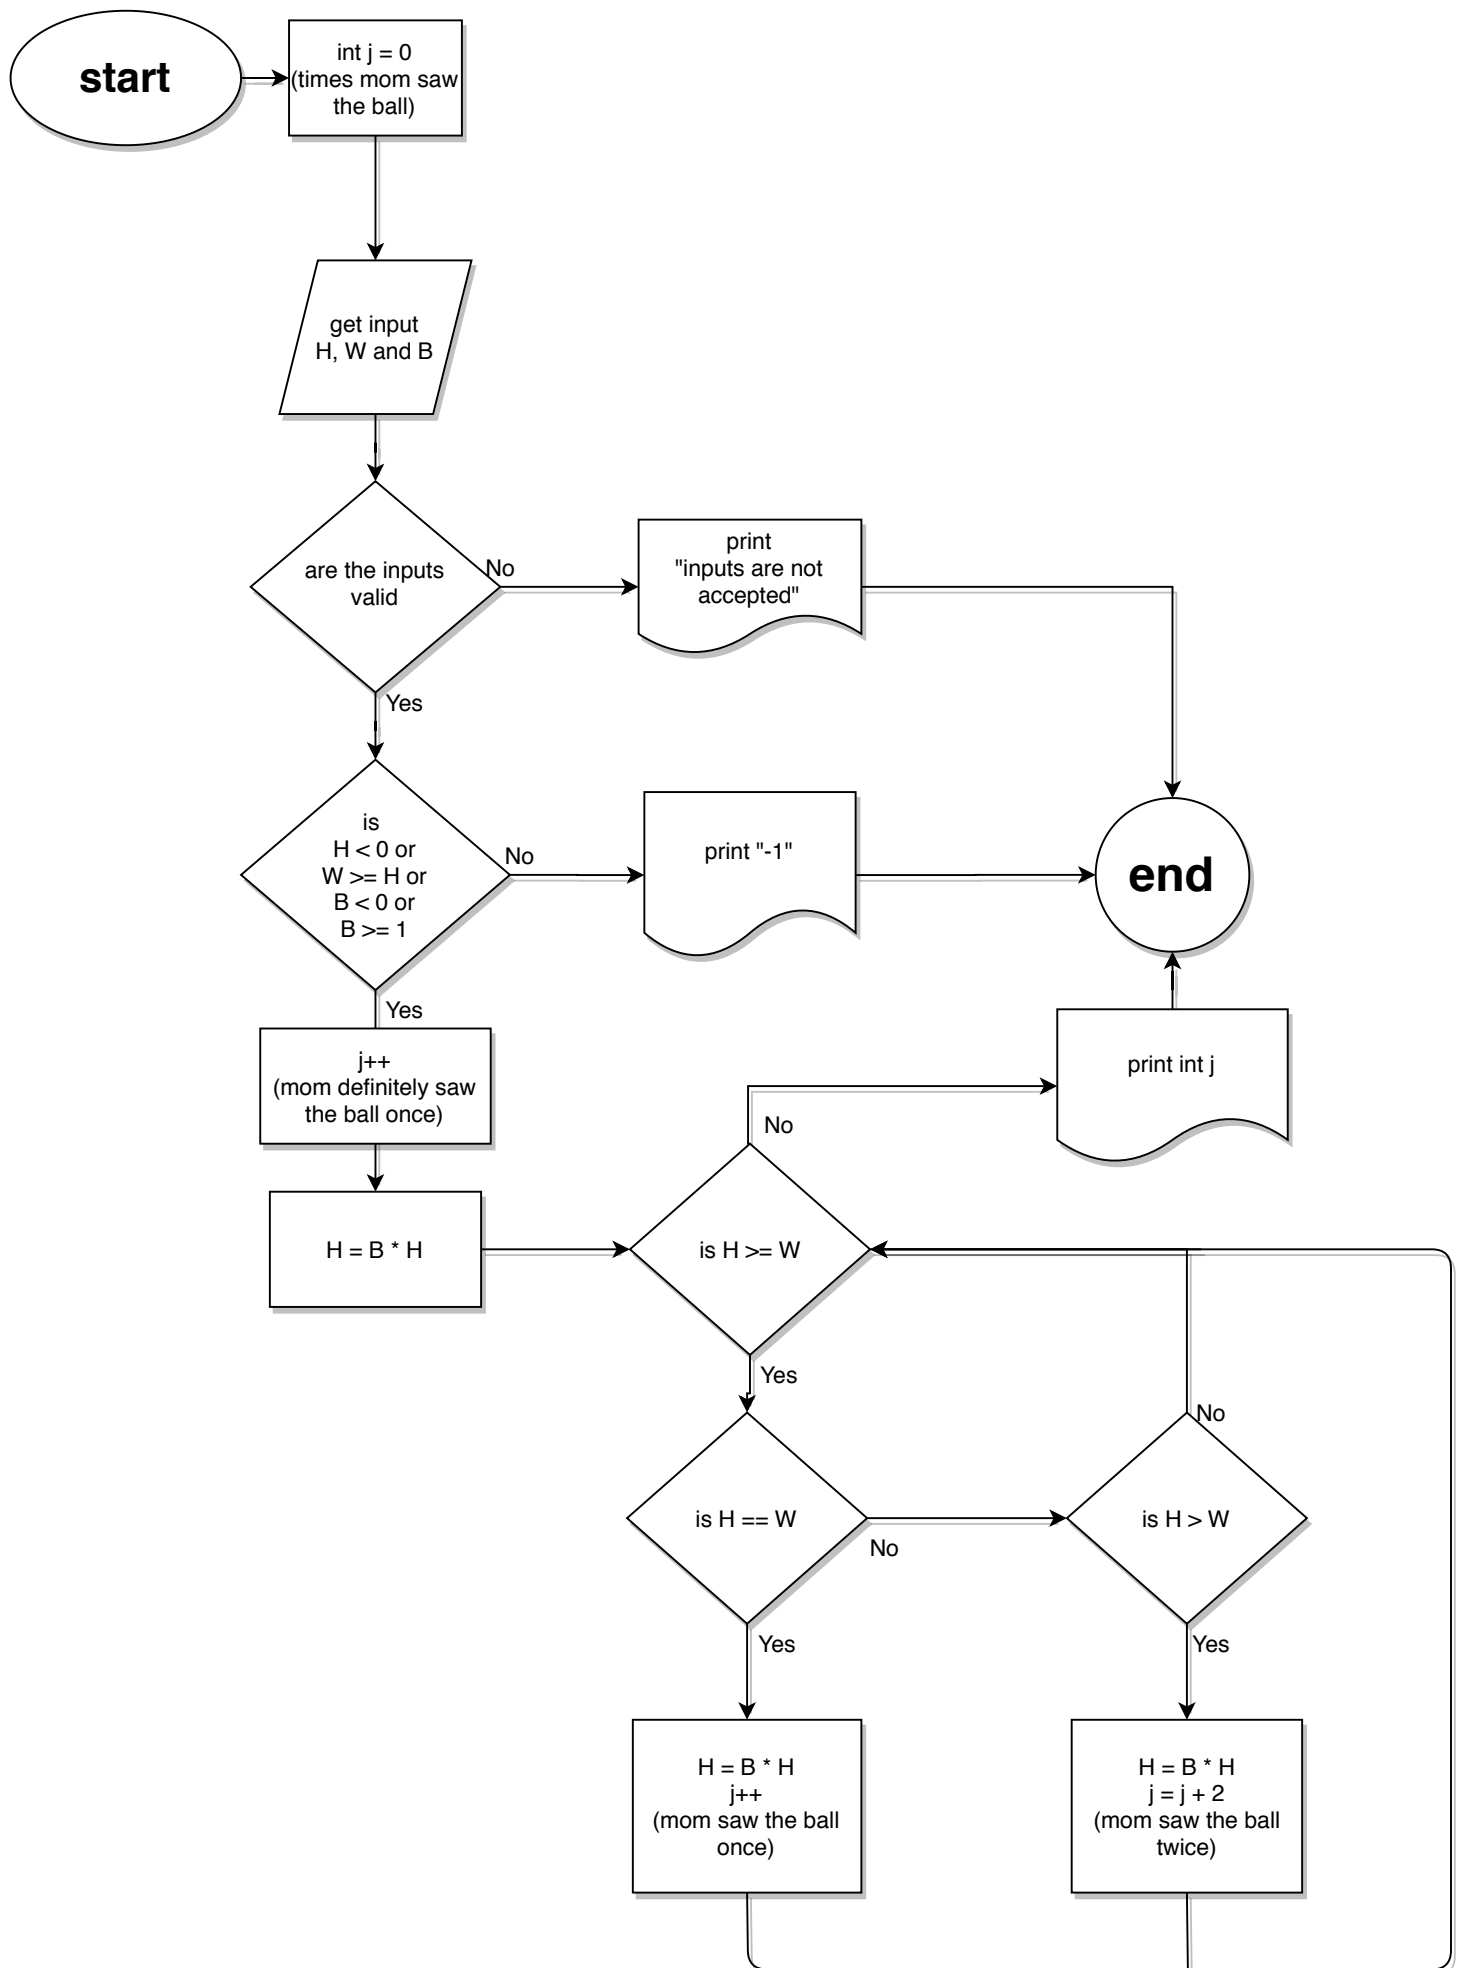 start
int j = 0
(times mom saw
the ball)
get input
H, W and B
are the inputs
valid
No
print
"inputs are not
accepted"
Yes
is
H < 0 or
W >= H or
B < 0 or
B >= 1
No
print "-1"
end
Yes
j++
(mom definitely saw
the ball once)
print int j
No
H = B * H
is H >= W
Yes
No
is H == W
No
is H > W
Yes
Yes
H = B * H
j++
(mom saw the ball
once)
H = B * H
j = j + 2
(mom saw the ball
twice)